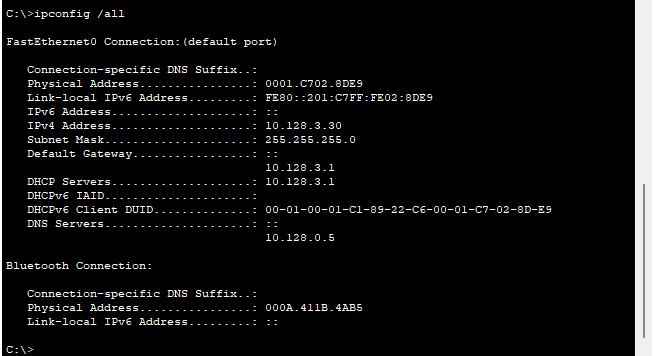 C:\>ipconfig /all
FastEthernet0 Connection:(default port)
Connection-specific DNS Suffix..:
Physical Address................: 0001.C702.8DE9
Link-local IPv6 Address.........: FE80::201:C7FF:FE02:8DE9
IPv6 Address....................: ::
IPv4 Address....................: 10.128.3.30
Subnet Mask.....................: 255.255.255.0
Default Gateway.................: ::
10.128.3.1
DHCP Servers....................: 10.128.3.1
DHCPv6 IAID.....................:
DHCPv6 Client DUID..............: 00-01-00-01-C1-89-22-C6-00-01-C7-02-8D-E9
DNS Servers.....................: ::
10.128.0.5
Bluetooth Connection:
Connection-specific DNS Suffix..:
Physical Address................: 000A.411B.4AB5
Link-local IPv6 Address.........: ::
C:\>